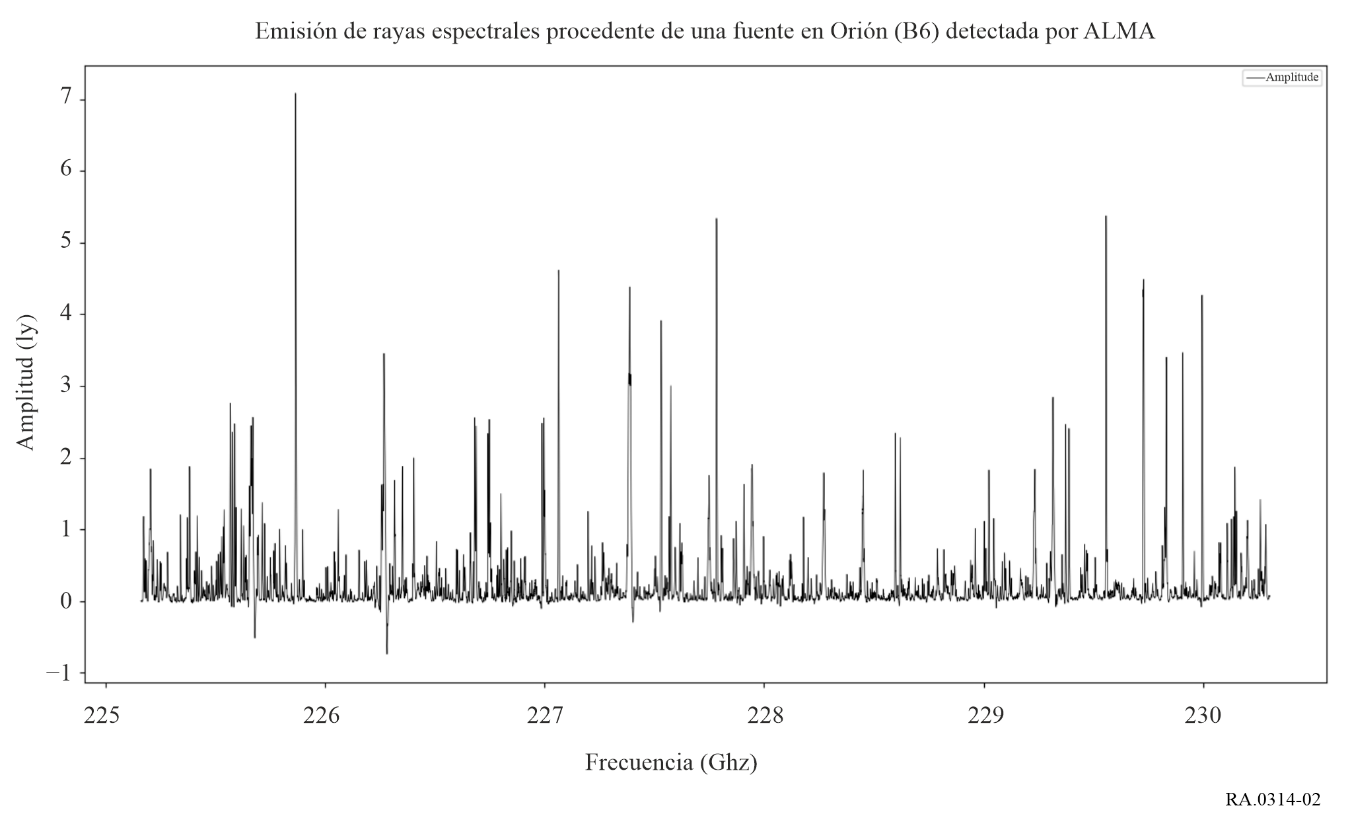 Emisión de rayas espectrales procedente de una fuente en Orión (B6) detectada por ALMA
Amplitude
7
6
5
4
3
2
1
0
−1
Amplitud (ly)
225 226 227 228 229 230
Frecuencia (Ghz)
RA.0314-02